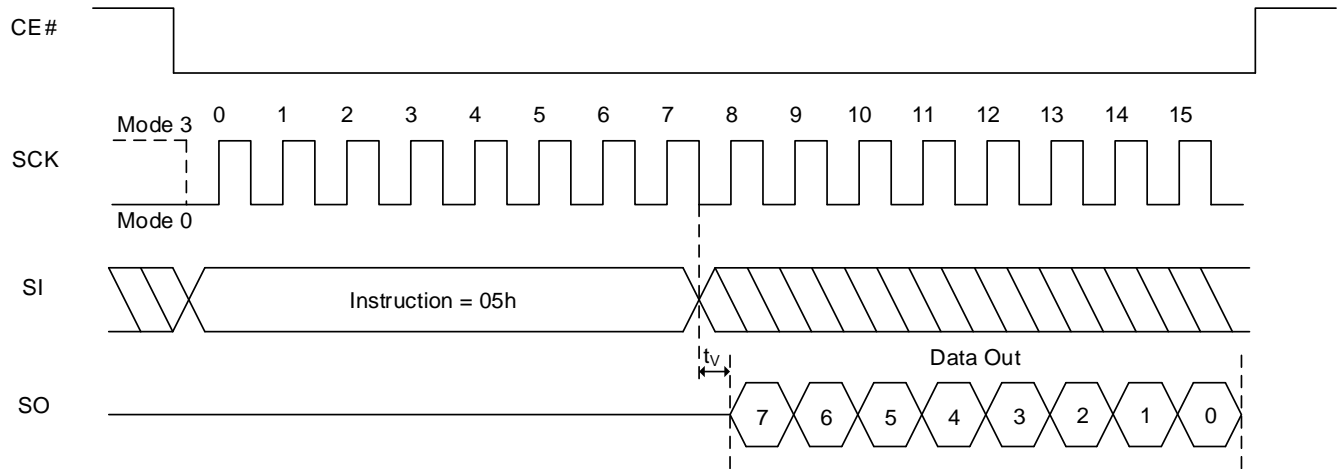 CE#
0 1 2 3 4 5 6 7 8 9 10 11 12 13 14 15
Mode 3
SCK
Mode 0
SI
Instruction = 05h
tV
Data Out
SO
7 6 5 4 3 2 1 0